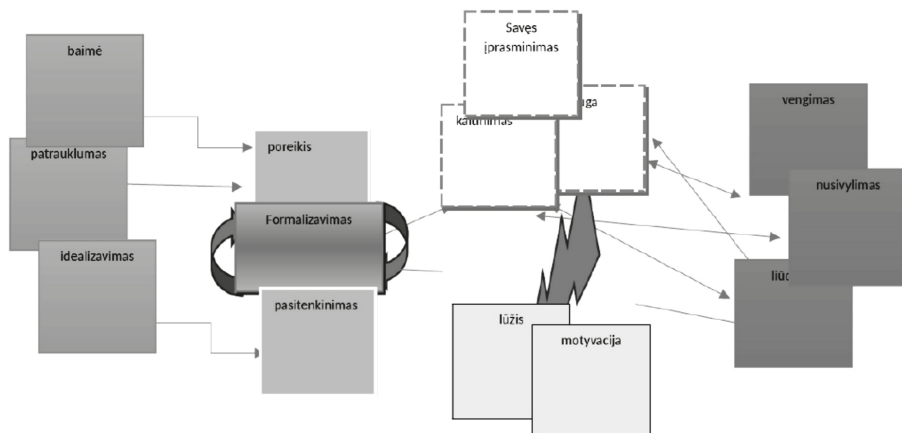 baimė
patrauklumas
idealizavimas
poreikis
Formalizavimas
pasitenkinimas
Savęs
įprasminimas
lūžis
motyvacija
vengimas
nusivylimas